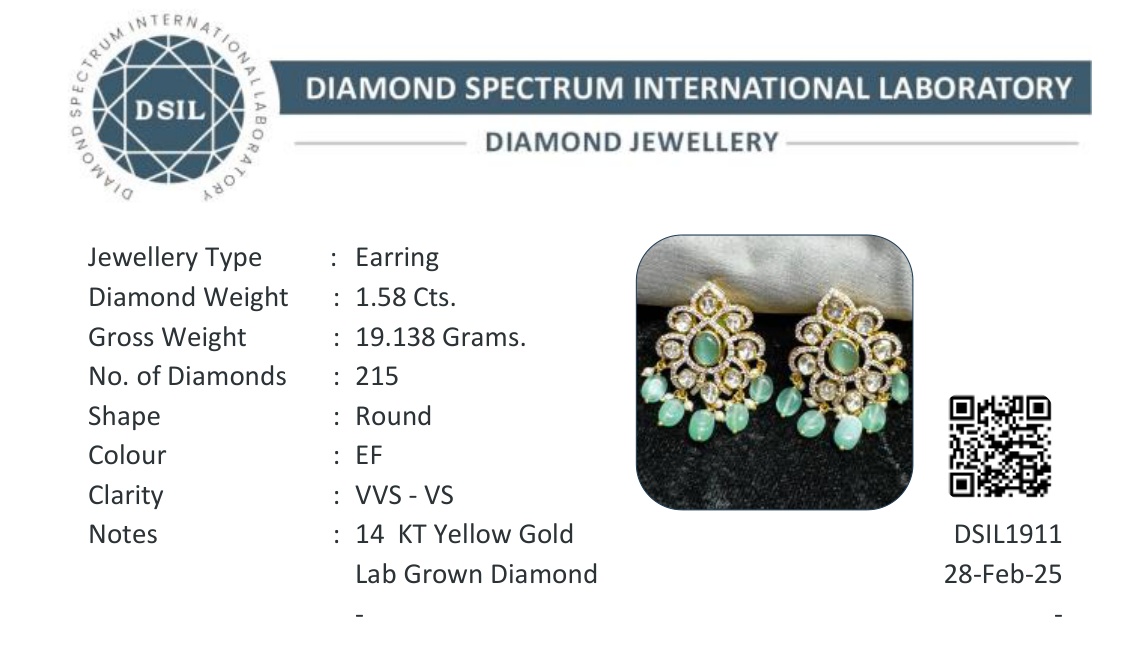 DIAMOND SPECTRUM INTERNATIONAL LABORATORY
DSIL
DIAMOND SPECTRUM INTERNATIONAL LABORATORY
DIAMOND JEWELLERY
Jewellery Type : Earring
Diamond Weight : 1.58 Cts.
Gross Weight : 19.138 Grams.
No. of Diamonds : 215
Shape : Round
Colour : EF
Clarity : VVS - VS
Notes : 14 KT Yellow Gold
DSIL1911
Lab Grown Diamond
28-Feb-25
-
-